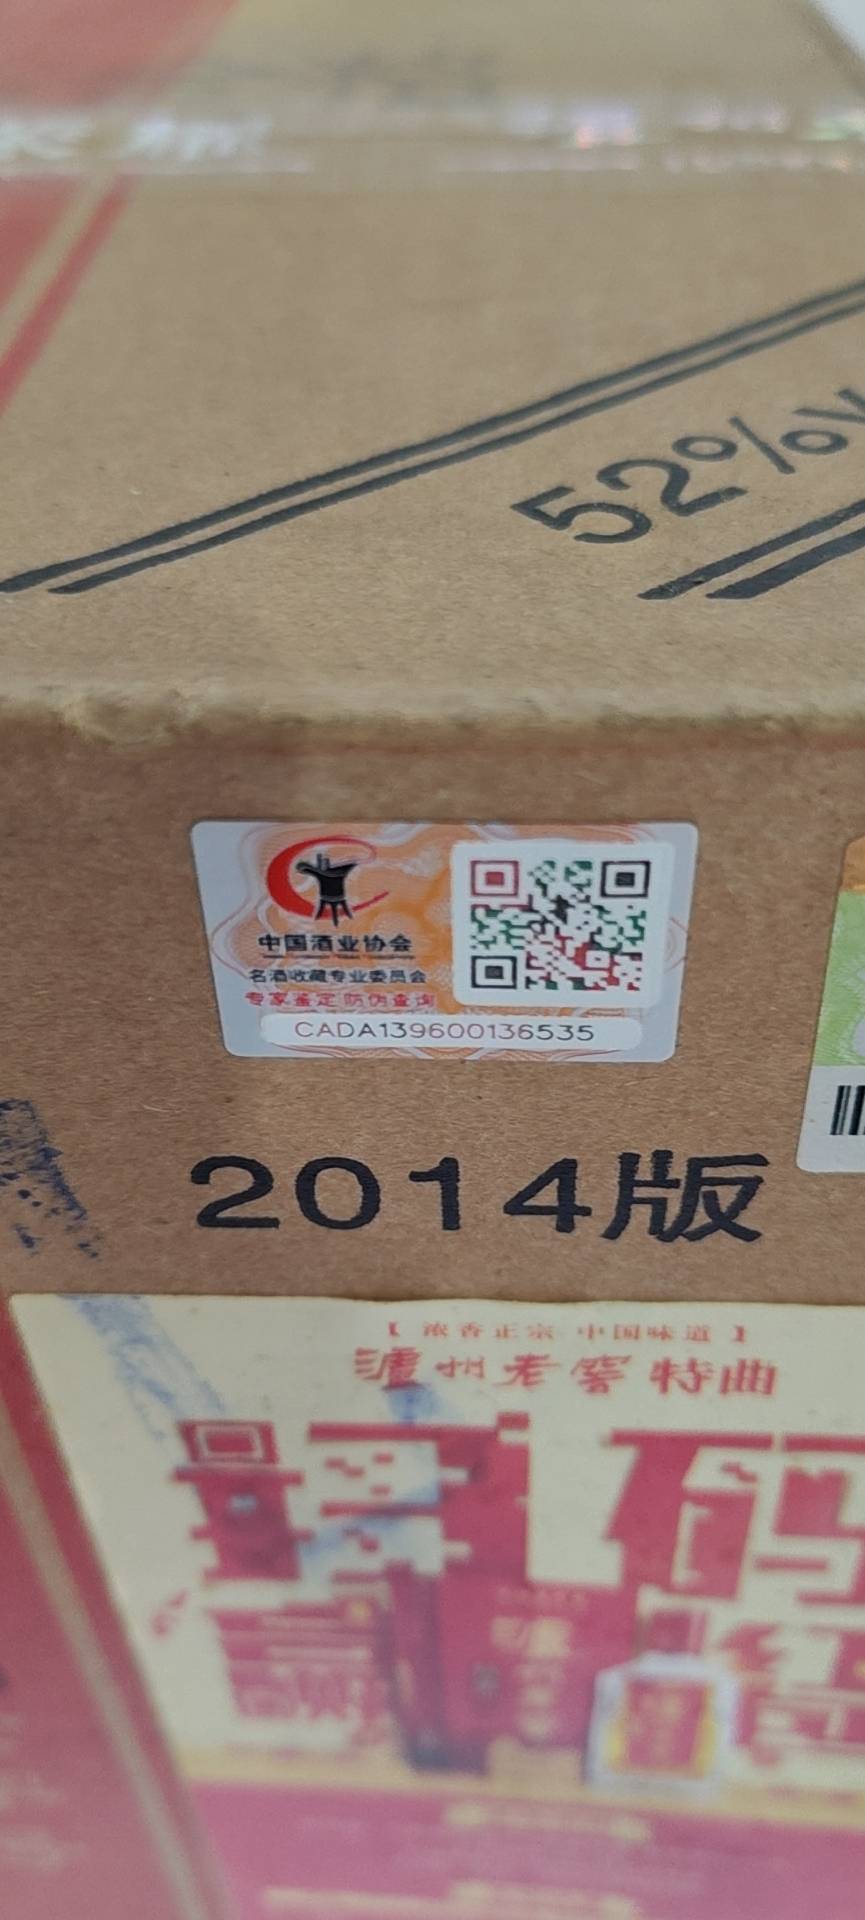 52%v
中国酒业协会
名酒收藏专业委员会
专家鉴定 防伪查询
CADA139600136535
2014版
【 浓香正宗 中国味道 】
泸州老窖特曲